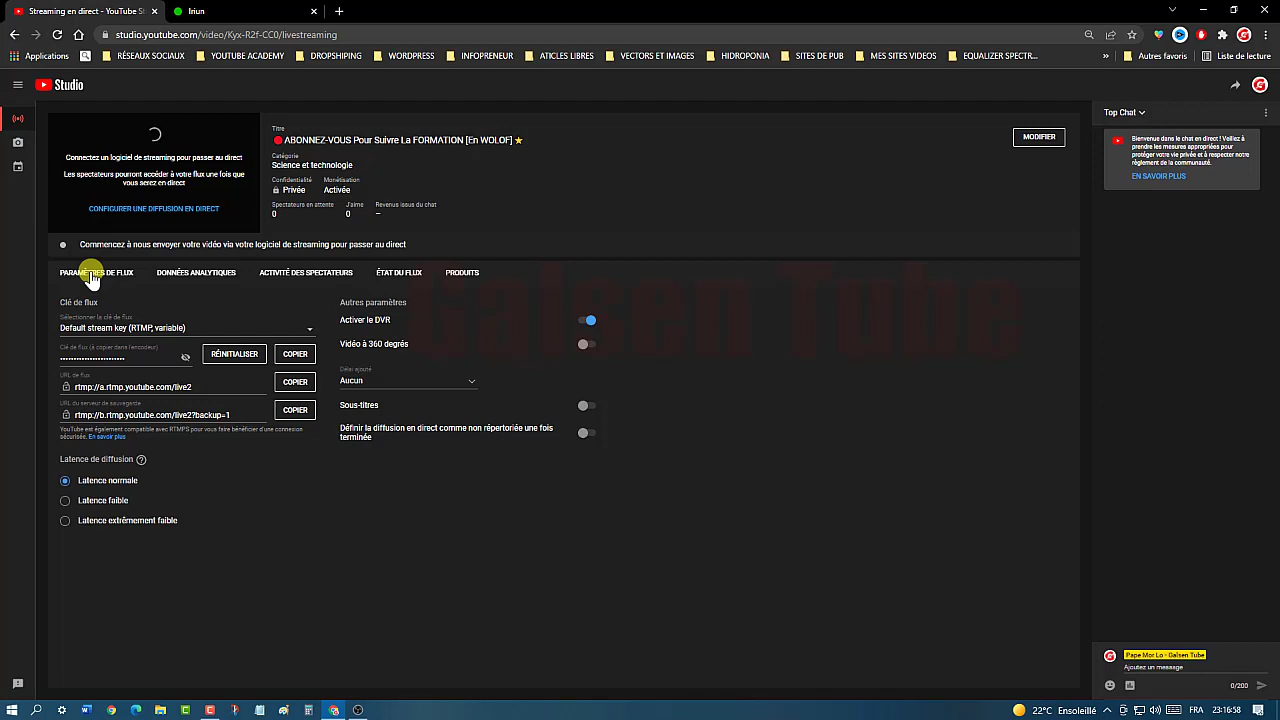 Streaming en direct - YouTube St
Iriun
studio.youtube.com/video/Kyx-R2f-CC0/livestreaming
Applications
RÉSEAUX SOCIAUX
YOUTUBE ACADEMY
DROPSHIPING
WORDPRESS
INFOPRENEUR
ATICLES LIBRES
VECTORS ET IMAGES
HIDROPONIA
SITES DE PUB
MES SITES VIDEOS
EQUALIZER SPECTR...
Autres favoris
Liste de lecture
Studio
Connectez un logiciel de streaming pour passer au direct
Les spectateurs pourront accéder à votre flux une fois que
vous serez en direct
CONFIGURER UNE DIFFUSION EN DIRECT
Titre
ABONNEZ-VOUS Pour Suivre La FORMATION [En WOLOF]
MODIFIER
Catégorie
Science et technologie
Confidentialité Monétisation
Privée Activée
Spectateurs en attente J'aime Revenus issus du chat
0 0 –
Top Chat
Bienvenue dans le chat en direct ! Veillez à
prendre les mesures appropriées pour
protéger votre vie privée et à respecter notre
règlement de la communauté.
EN SAVOIR PLUS
Commencez à nous envoyer votre vidéo via votre logiciel de streaming pour passer au direct
PARAMÈTRES DE FLUX DONNÉES ANALYTIQUES ACTIVITÉ DES SPECTATEURS ÉTAT DU FLUX PRODUITS
Galsen Tube
Clé de flux
Sélectionner la clé de flux
Default stream key (RTMP, variable)
Clé de flux (à copier dans l'encodeur)
••••••••••••••••••••••••
RÉINITIALISER COPIER
URL de flux
rtmp://a.rtmp.youtube.com/live2
COPIER
URL du serveur de sauvegarde
rtmp://b.rtmp.youtube.com/live2?backup=1
COPIER
YouTube est également compatible avec RTMPS pour vous faire bénéficier d'une connexion
sécurisée. En savoir plus
Latence de diffusion
Latence normale
Latence faible
Latence extrêmement faible
Autres paramètres
Activer le DVR
Vidéo à 360 degrés
Délai ajouté
Aucun
Sous-titres
Définir la diffusion en direct comme non répertoriée une fois
terminée
Pape Mor Lo - Galsen Tube
Ajoutez un message
0/200
22°C Ensoleillé
FR
23:16:58